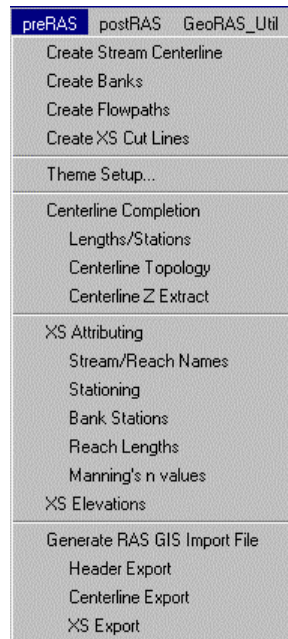 preRAS postRAS GeoRAS_Util
Create Stream Centerline
Create Banks
Create Flowpaths
Create XS Cut Lines
Theme Setup...
Centerline Completion
Lengths/Stations
Centerline Topology
Centerline Z Extract
XS Attributing
Stream/Reach Names
Stationing
Bank Stations
Reach Lengths
Manning's n values
XS Elevations
Generate RAS GIS Import File
Header Export
Centerline Export
XS Export